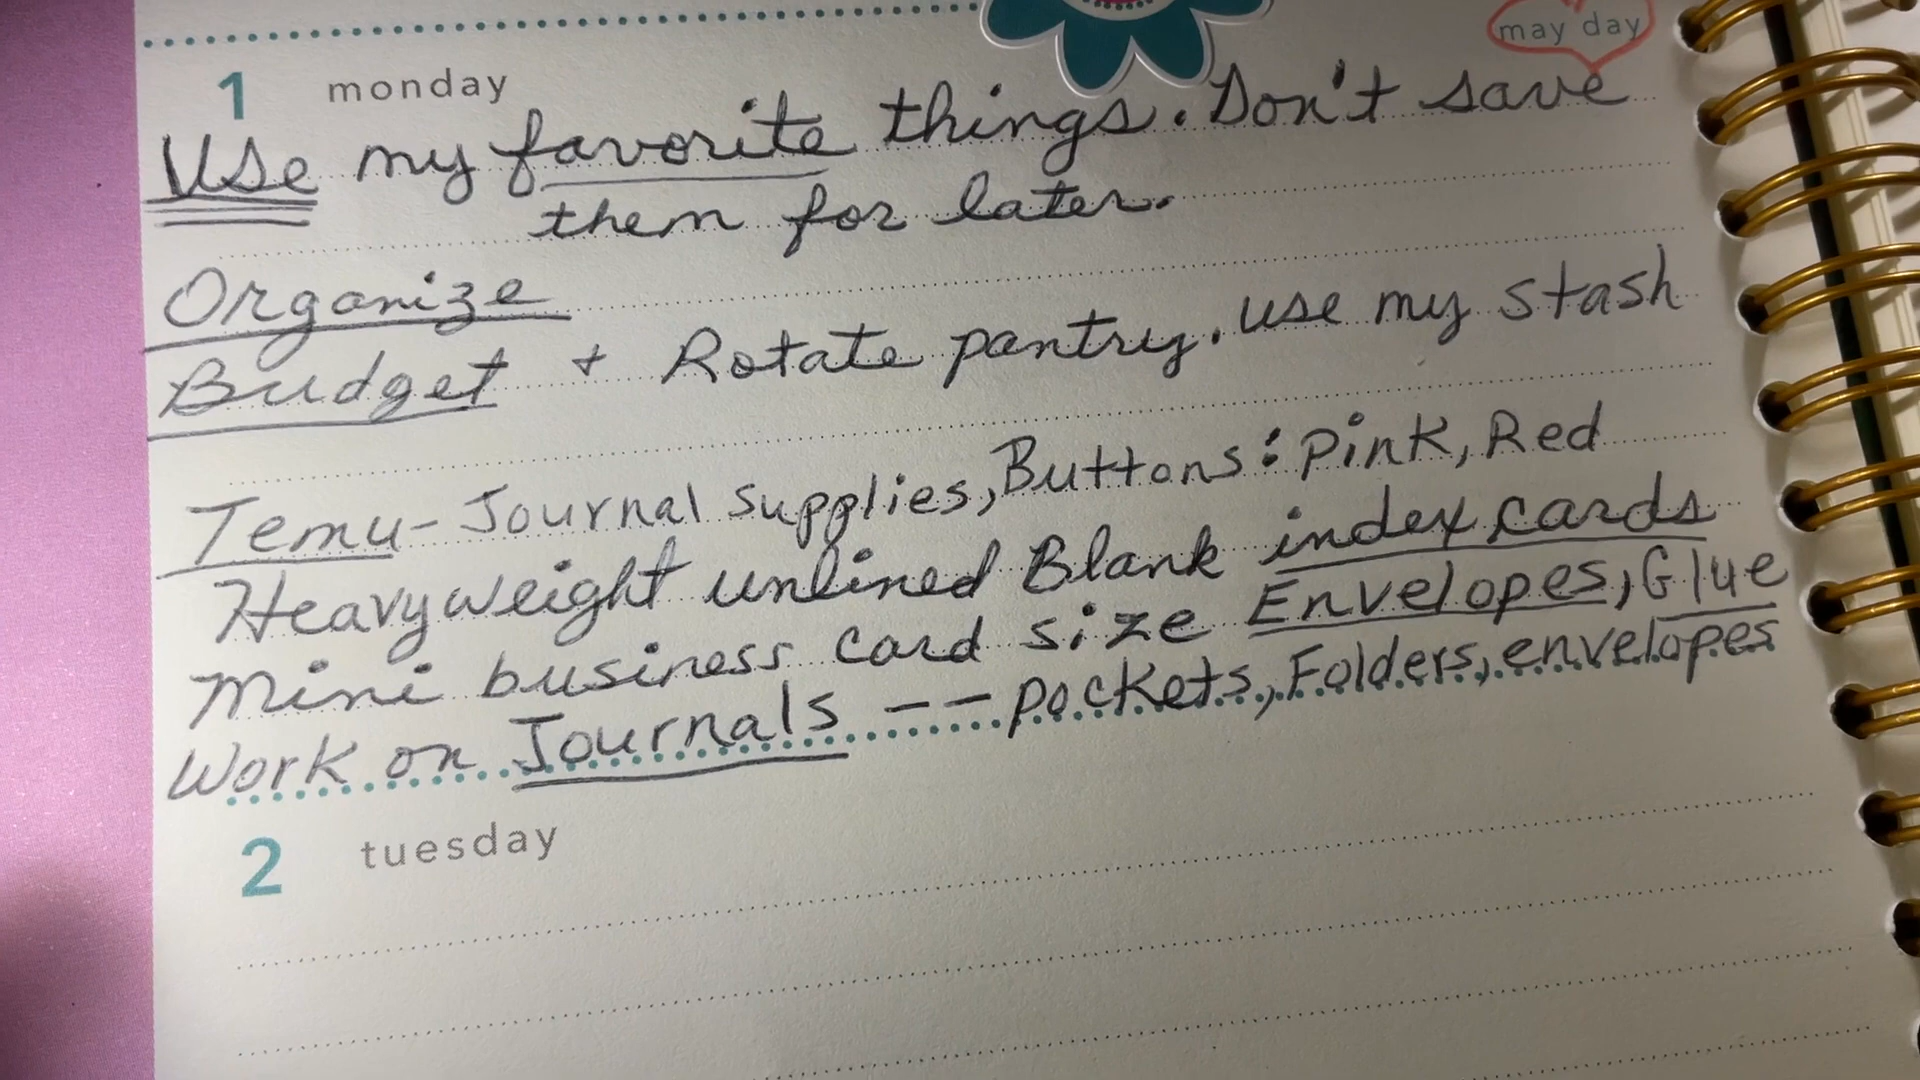 may day
1 monday
Use my favorite things. Don't save
them for later.
Organize
Budget + Rotate pantry. use my stash
Temu - Journal supplies, Buttons: Pink, Red
Heavyweight unlined Blank index cards
Mini business card size Envelopes, Glue
Work on Journals -- pockets, Folders, envelopes
2 tuesday